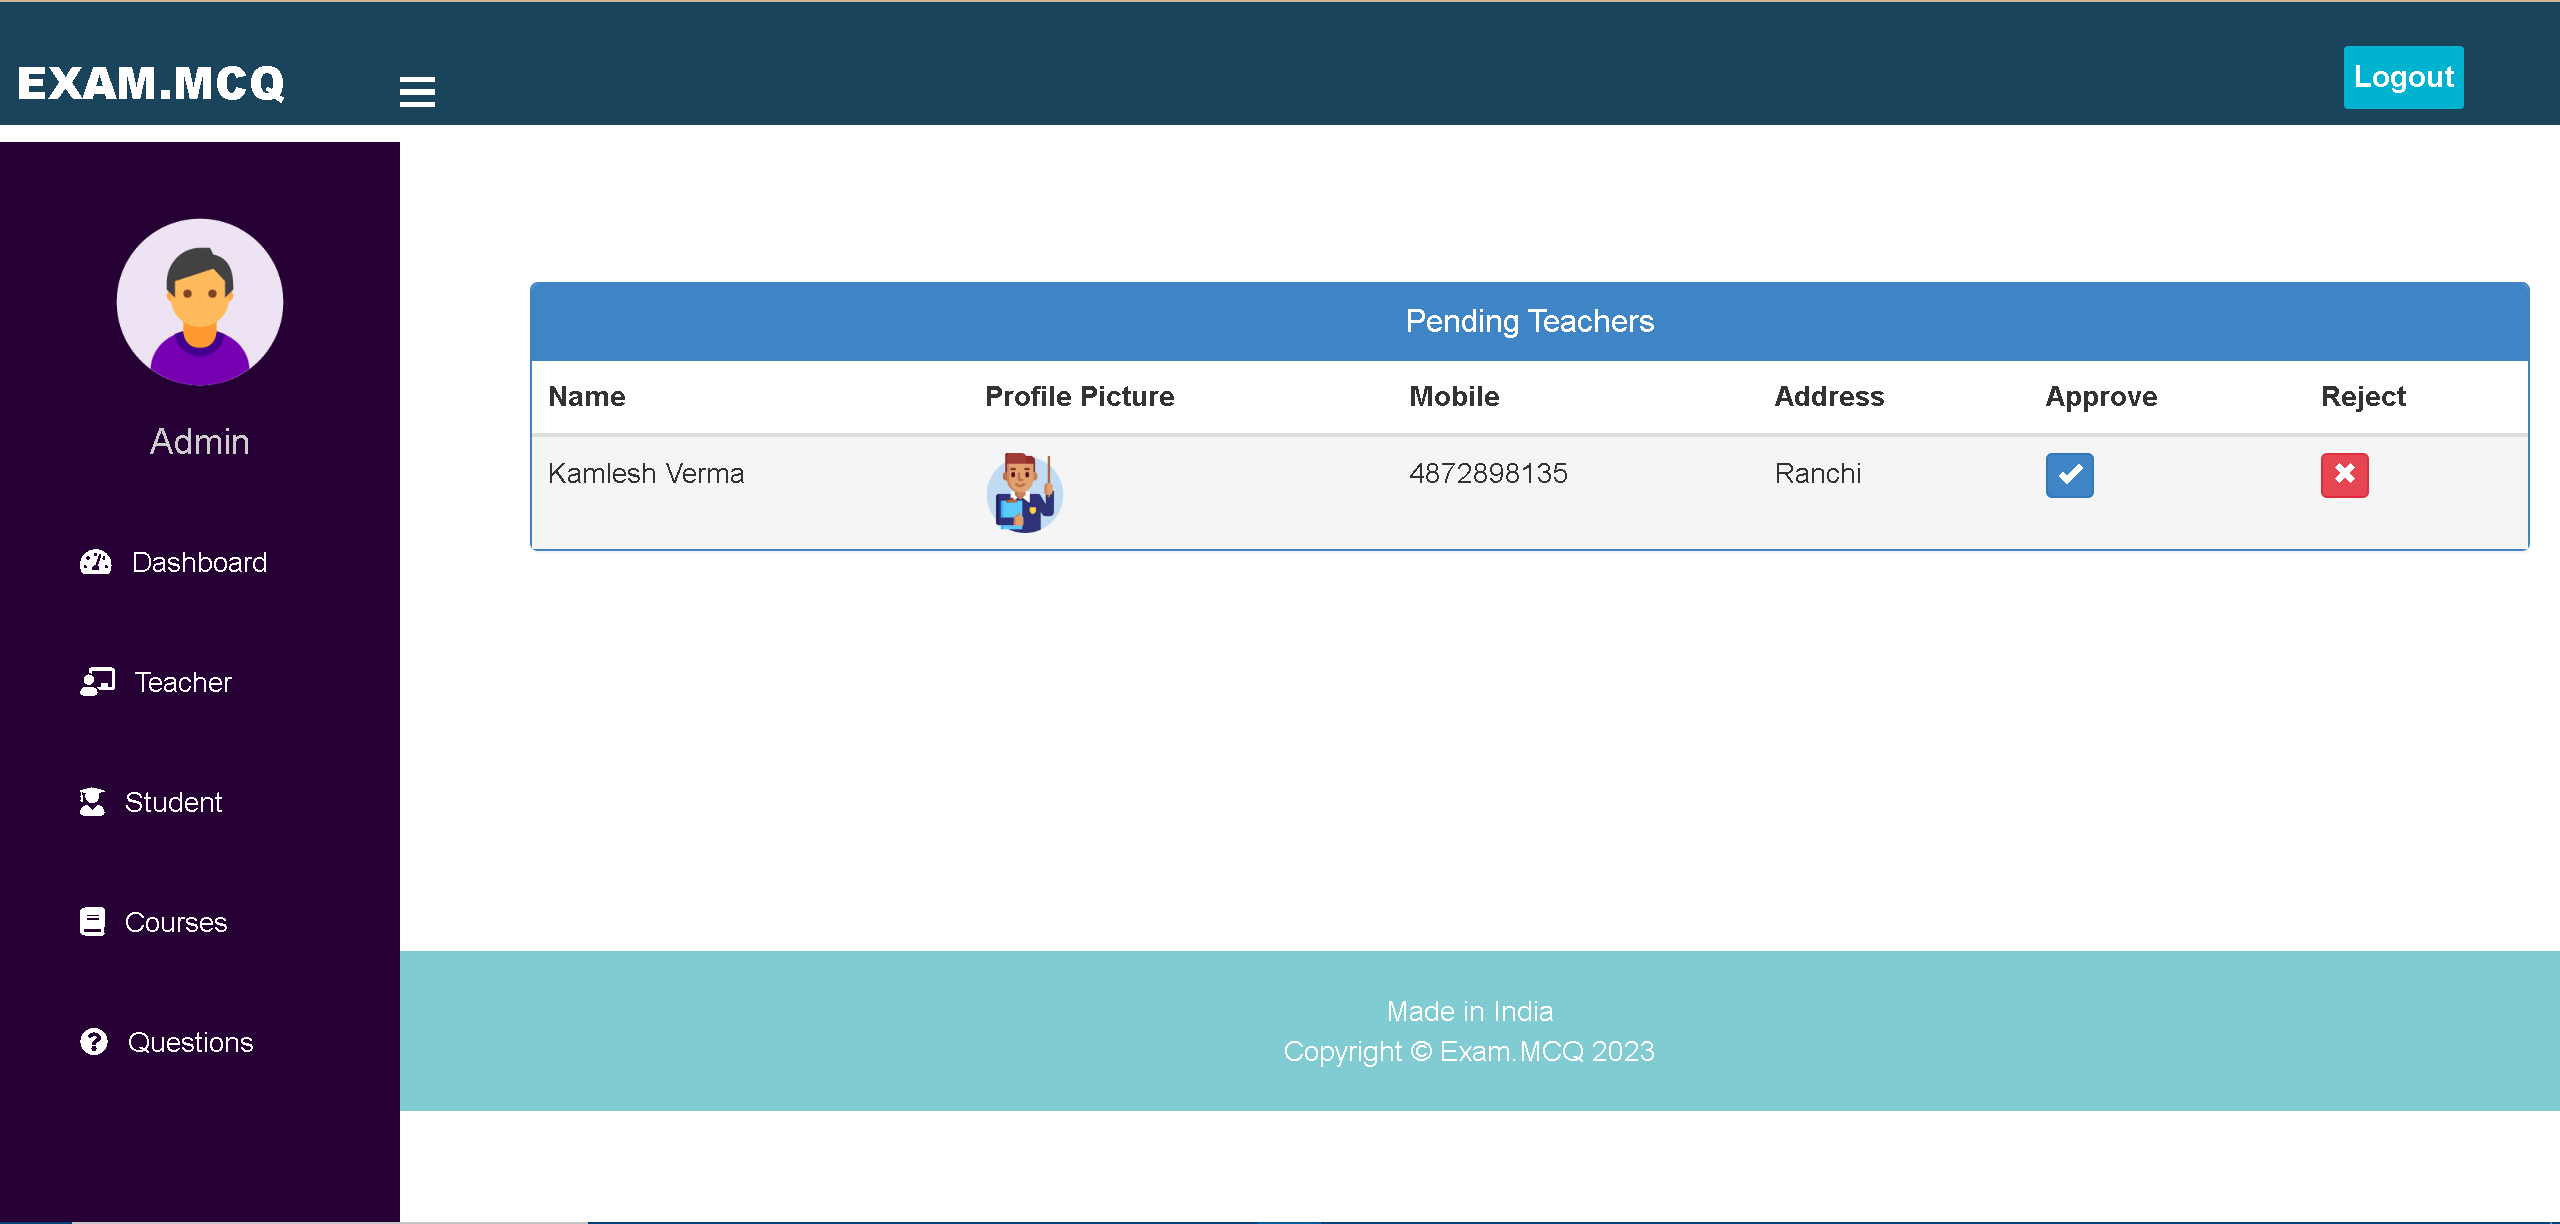 EXAM.MCQ
Logout
Admin
Dashboard
Teacher
Student
Courses
Questions
Pending Teachers
Name Profile Picture Mobile Address Approve Reject
Kamlesh Verma 4872898135 Ranchi
Made in India
Copyright © Exam.MCQ 2023